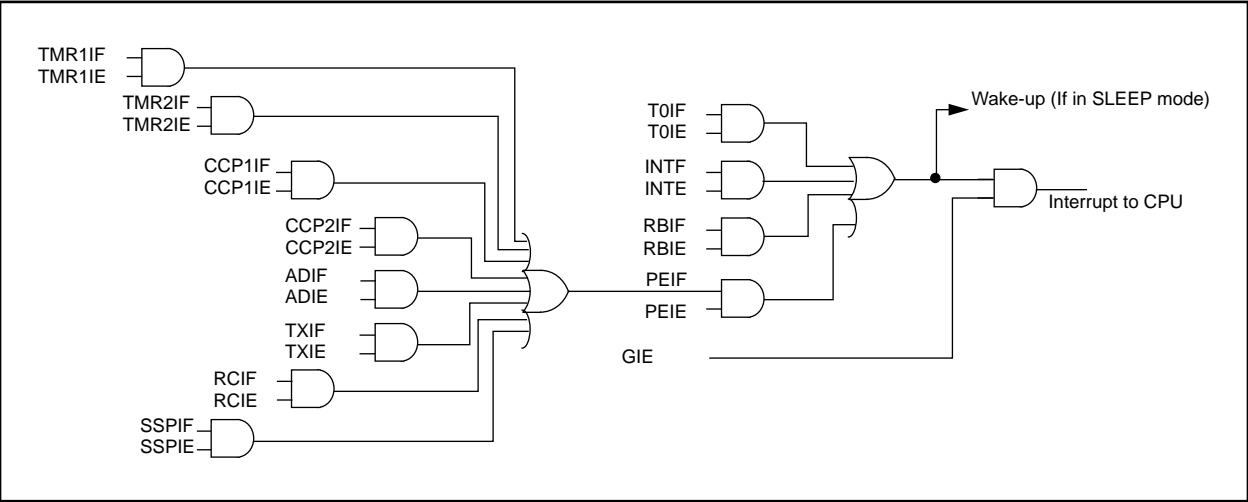 TMR1IF
TMR1IE
TMR2IF
TMR2IE
CCP1IF
CCP1IE
CCP2IF
CCP2IE
ADIF
ADIE
TXIF
TXIE
RCIF
RCIE
SSPIF
SSPIE
T0IF
T0IE
INTF
INTE
RBIF
RBIE
PEIF
PEIE
GIE
Wake-up (If in SLEEP mode)
Interrupt to CPU